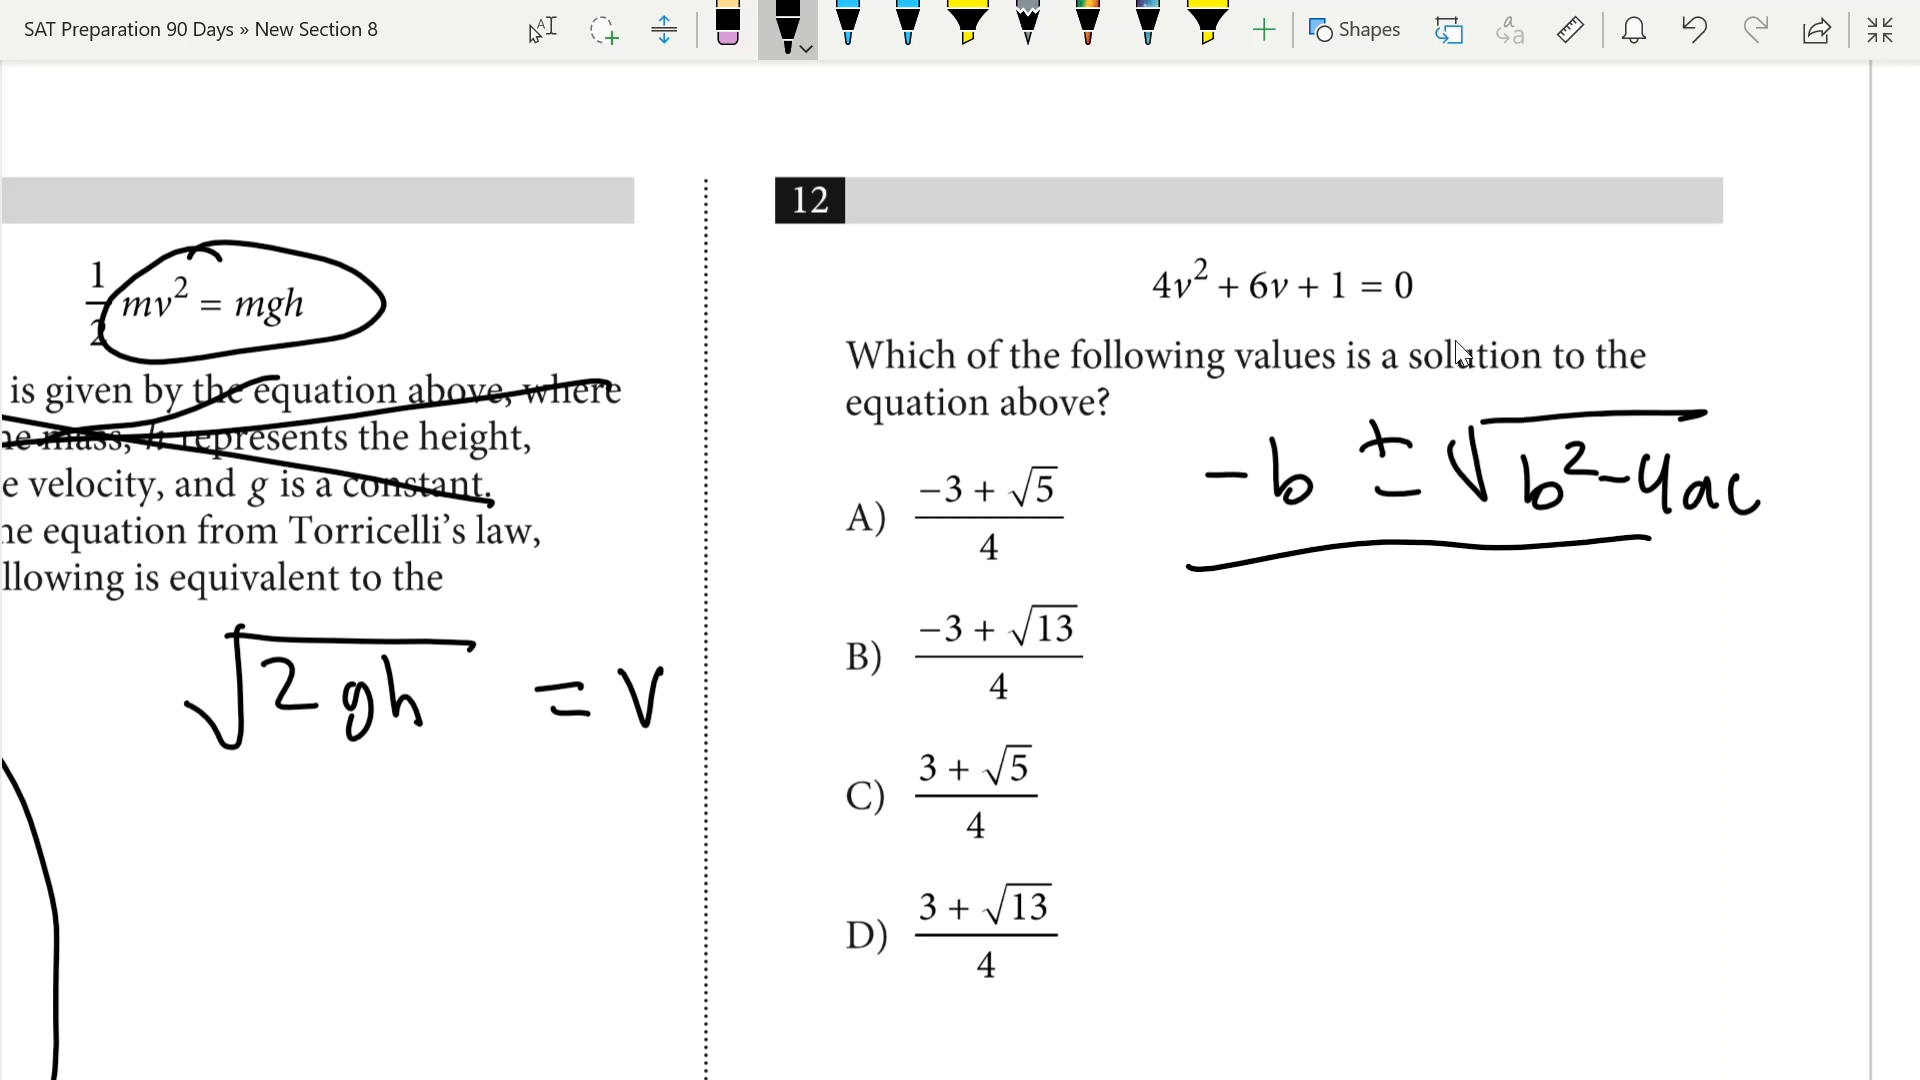 SAT Preparation 90 Days » New Section 8
Shapes
1/2 mv² = mgh
is given by the equation above, where
he mass, h represents the height,
e velocity, and g is a constant.
he equation from Torricelli's law,
llowing is equivalent to the
√2gh = v
12
4v² + 6v + 1 = 0
Which of the following values is a solution to the
equation above?
A) (−3 + √5)/4
B) (−3 + √13)/4
C) (3 + √5)/4
D) (3 + √13)/4
-b ± √b²-4ac